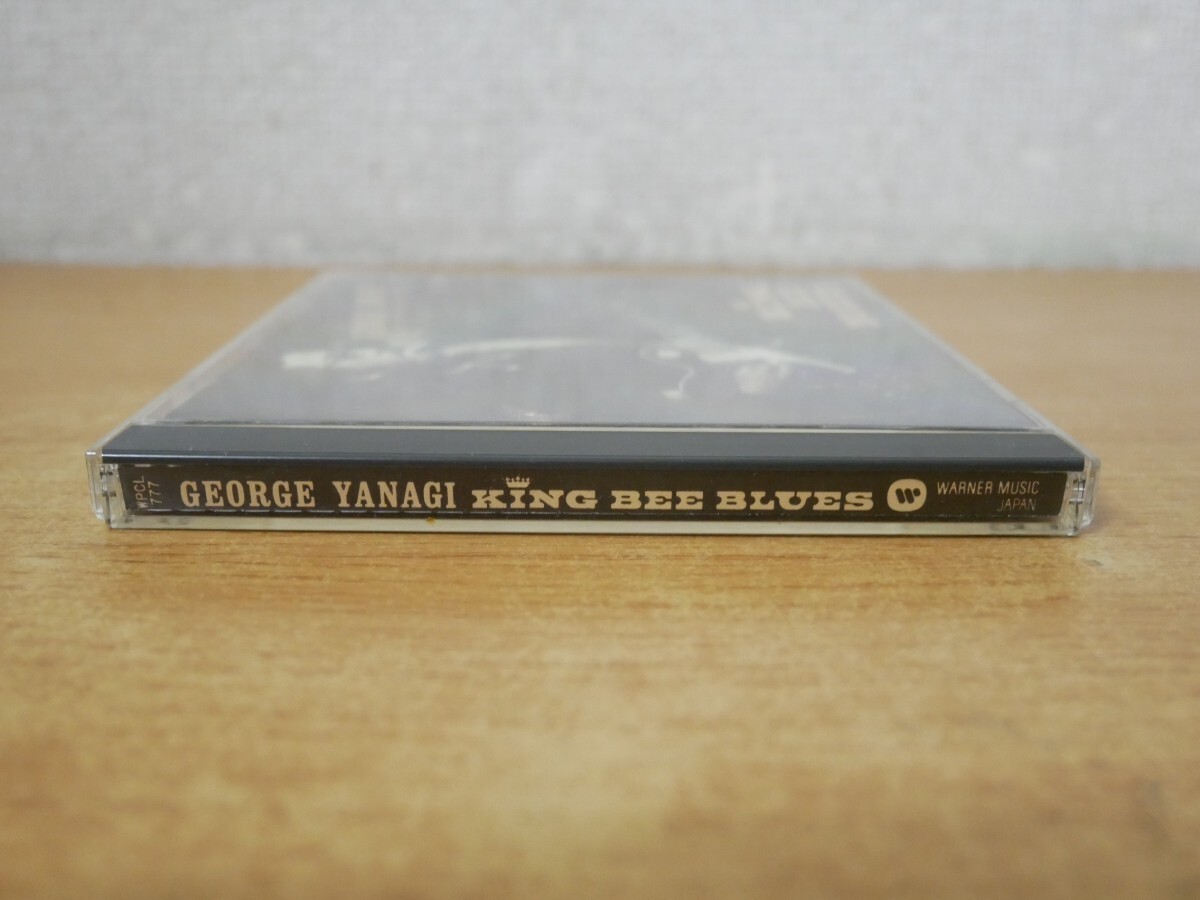 WPCL
777
GEORGE YANAGI KING BEE BLUES
WARNER MUSIC
JAPAN